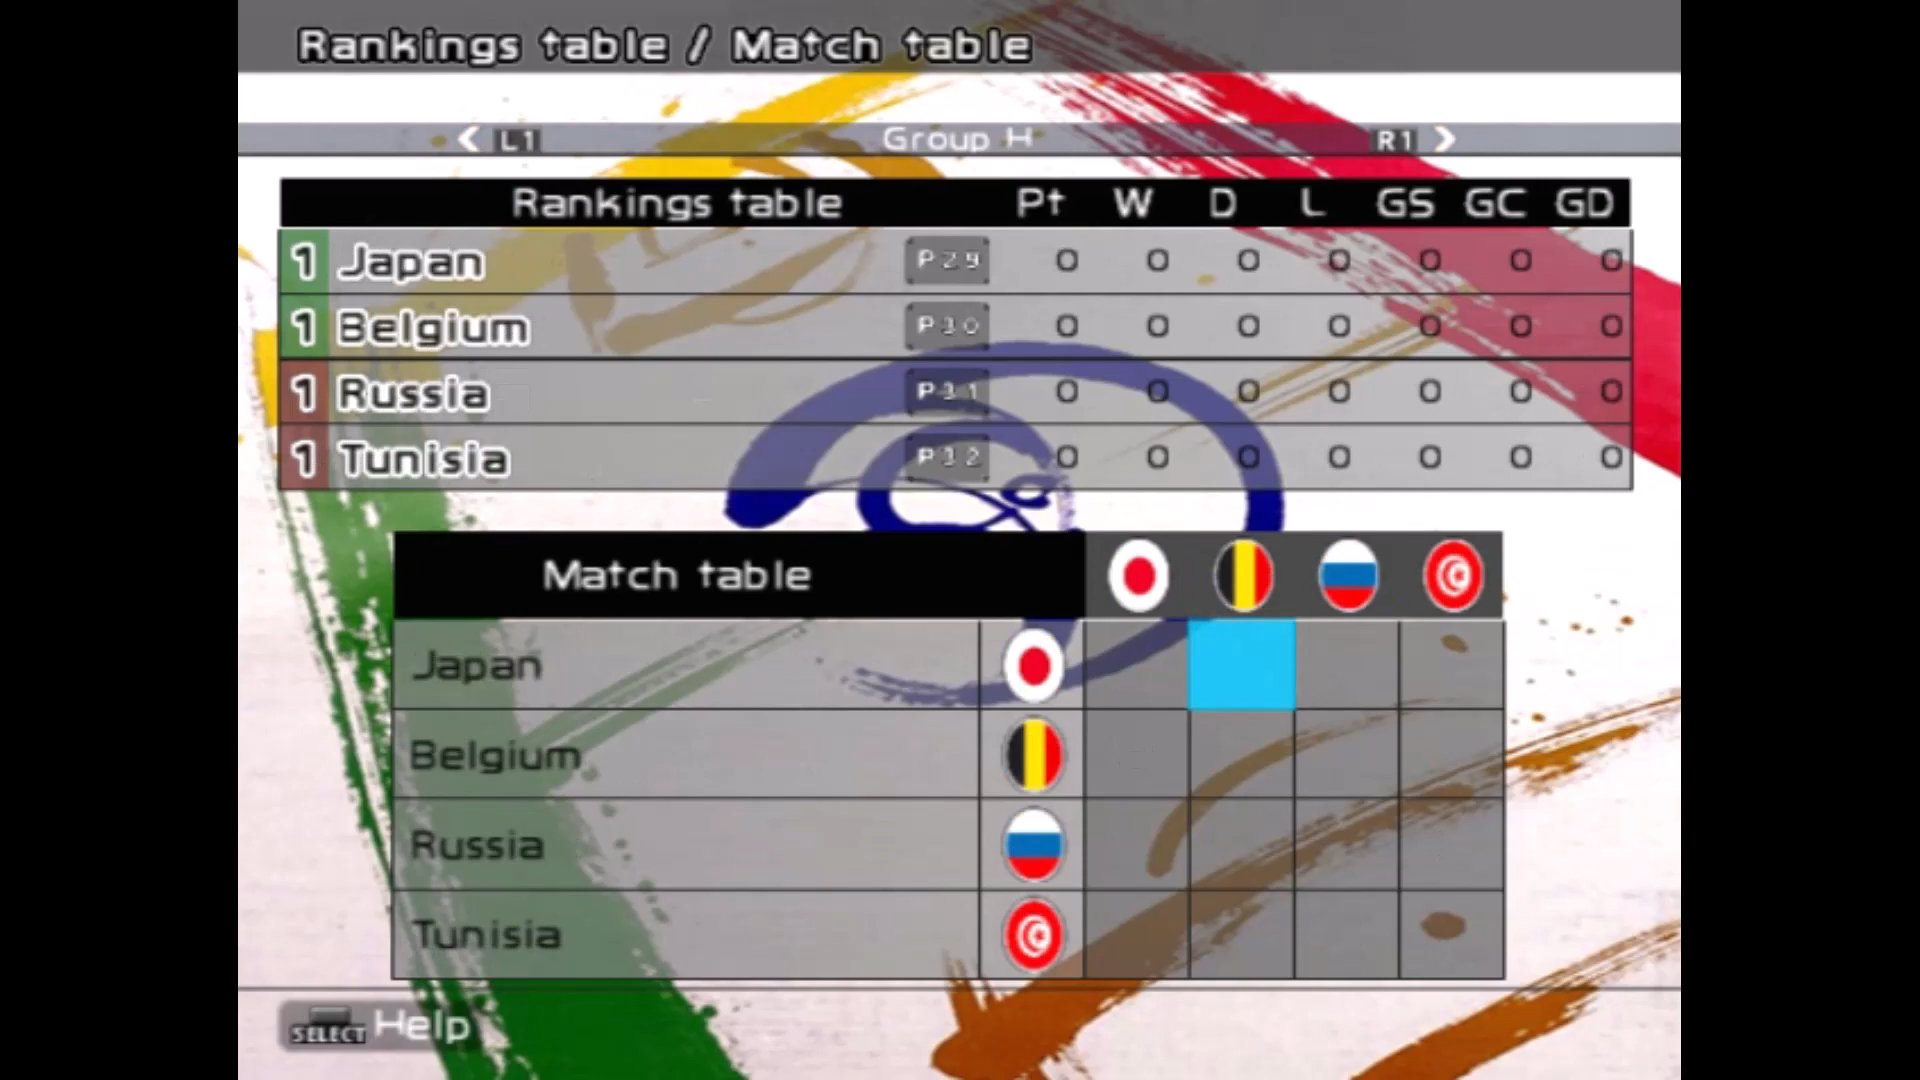 Rankings table / Match table
L1 Group H R1
Rankings table Pt W D L GS GC GD
1 Japan P29 0 0 0 0 0 0 0
1 Belgium P30 0 0 0 0 0 0 0
1 Russia P31 0 0 0 0 0 0 0
1 Tunisia P32 0 0 0 0 0 0 0
Match table
Japan
Belgium
Russia
Tunisia
SELECT Help